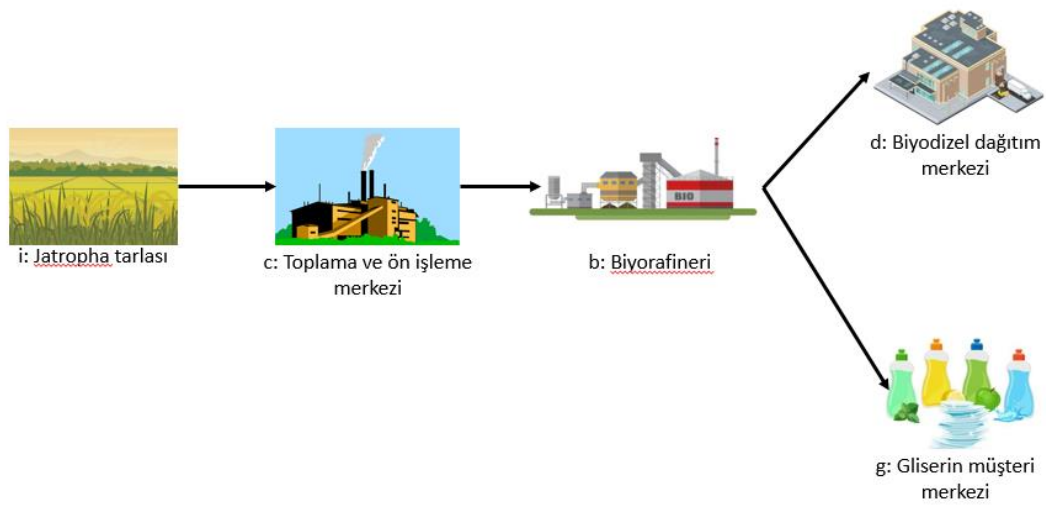 i: Jatropha tarlası
c: Toplama ve ön işleme
merkezi
BIO
b: Biyorafineri
d: Biyodizel dağıtım
merkezi
g: Gliserin müşteri
merkezi